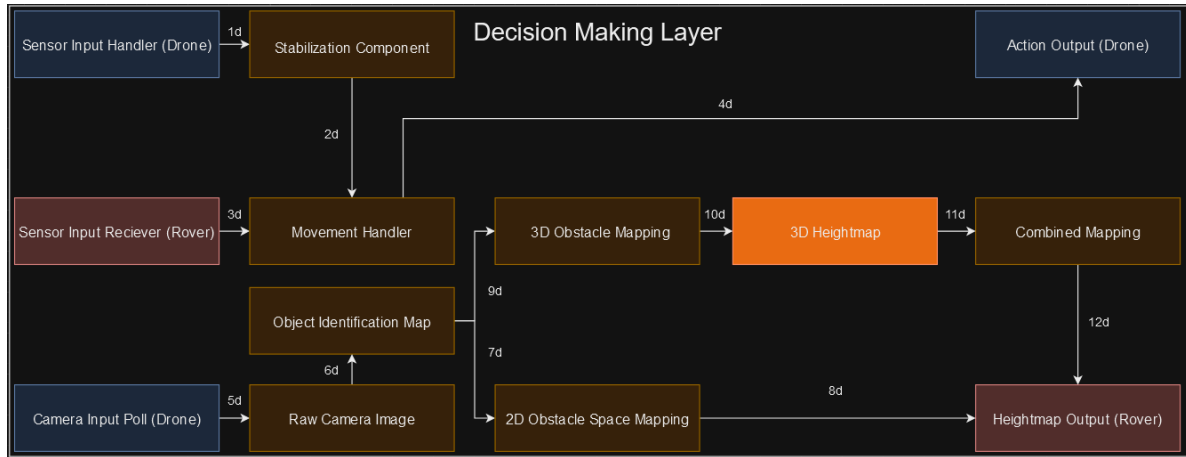 Decision Making Layer
Sensor Input Handler (Drone)
1d
Stabilization Component
Action Output (Drone)
4d
2d
Sensor Input Reciever (Rover)
3d
Movement Handler
3D Obstacle Mapping
10d
3D Heightmap
11d
Combined Mapping
9d
Object Identification Map
12d
7d
6d
Camera Input Poll (Drone)
5d
Raw Camera Image
2D Obstacle Space Mapping
8d
Heightmap Output (Rover)